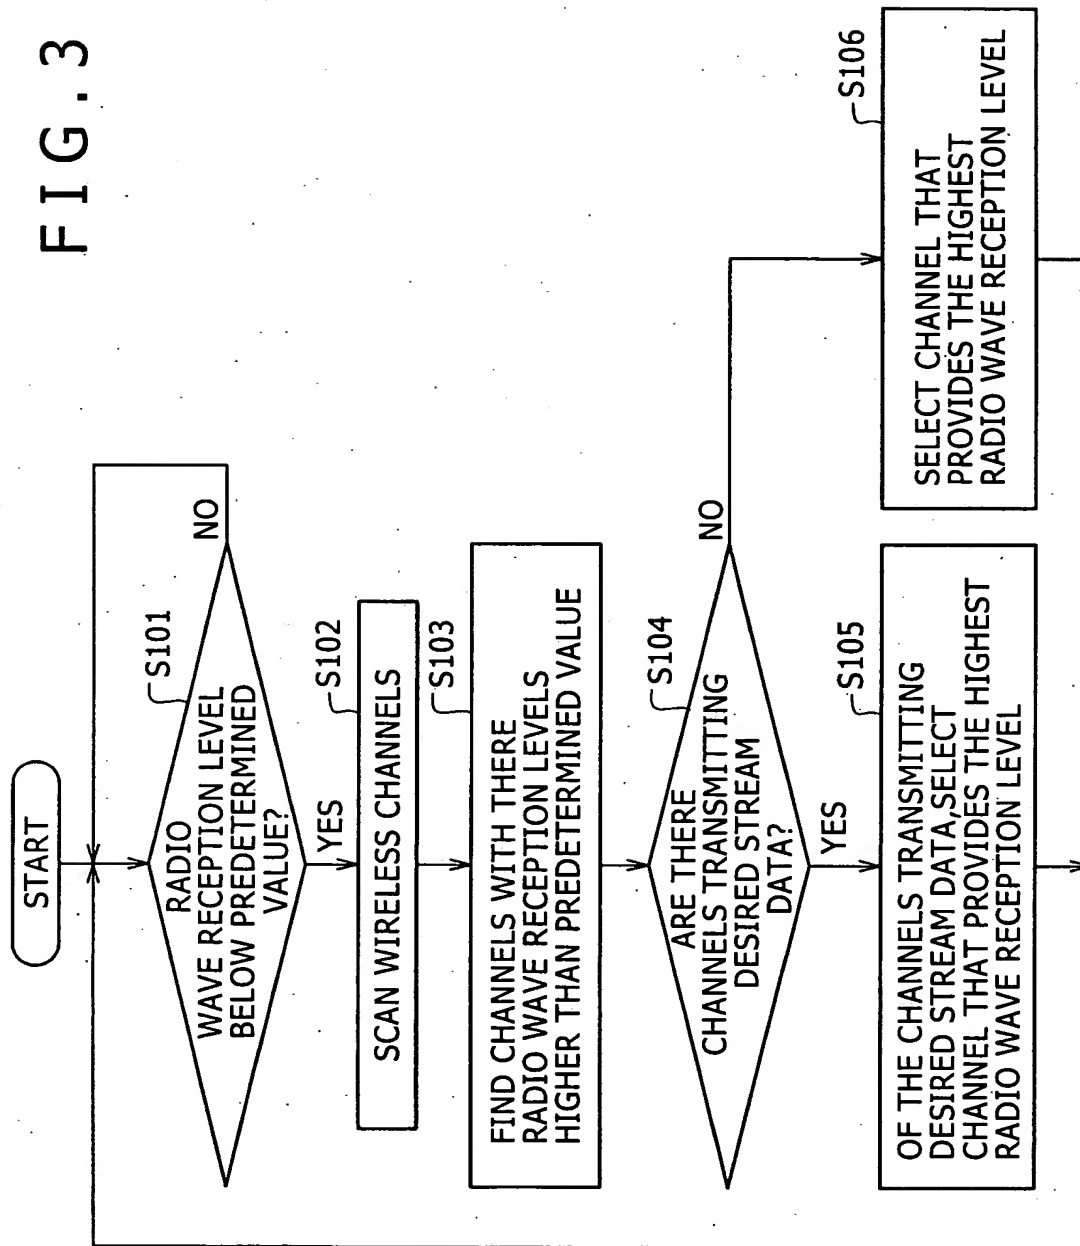 FIG.3
START
S101
RADIO
WAVE RECEPTION LEVEL
BELOW PREDETERMINED
VALUE?
NO
YES
S102
SCAN WIRELESS CHANNELS
S103
FIND CHANNELS WITH THERE
RADIO WAVE RECEPTION LEVELS
HIGHER THAN PREDETERMINED VALUE
S104
ARE THERE
CHANNELS TRANSMITTING
DESIRED STREAM
DATA?
NO
YES
S105
OF THE CHANNELS TRANSMITTING
DESIRED STREAM DATA,SELECT
CHANNEL THAT PROVIDES THE HIGHEST
RADIO WAVE RECEPTION LEVEL
S106
SELECT CHANNEL THAT
PROVIDES THE HIGHEST
RADIO WAVE RECEPTION LEVEL